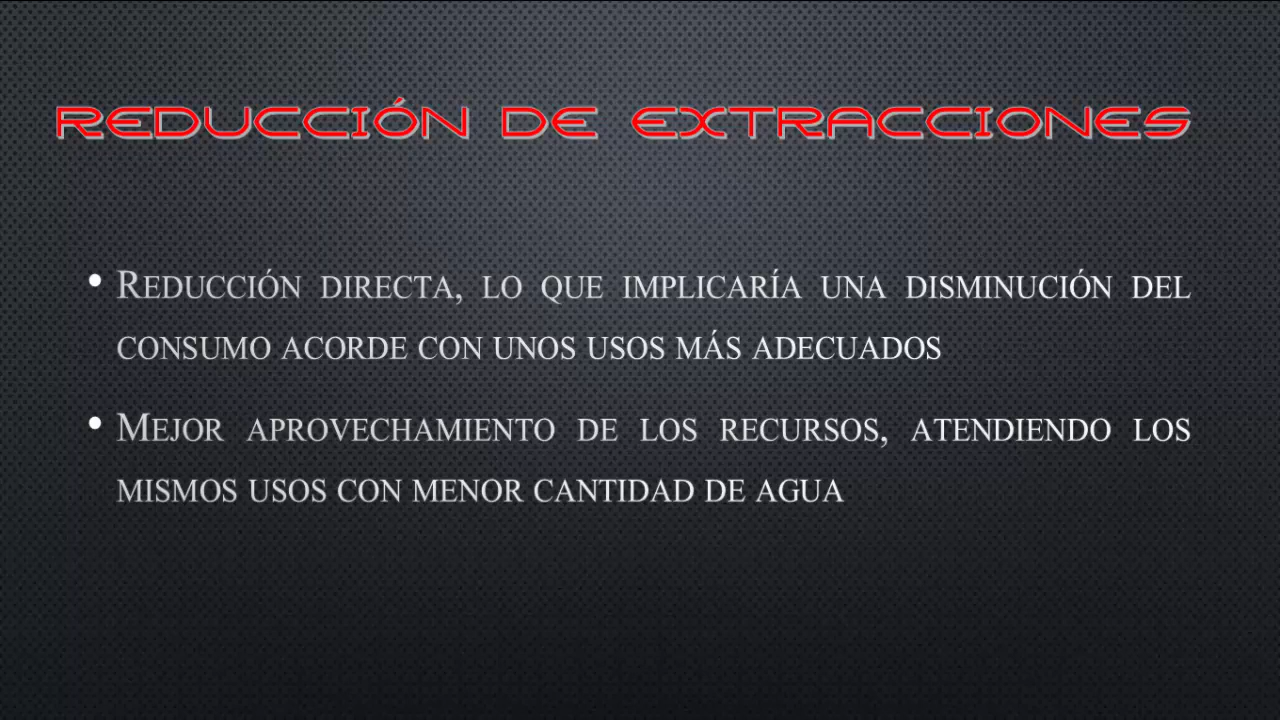 REDUCCIÓN DE EXTRACCIONES
• REDUCCIÓN DIRECTA, LO QUE IMPLICARÍA UNA DISMINUCIÓN DEL
CONSUMO ACORDE CON UNOS USOS MÁS ADECUADOS
• MEJOR APROVECHAMIENTO DE LOS RECURSOS, ATENDIENDO LOS
MISMOS USOS CON MENOR CANTIDAD DE AGUA